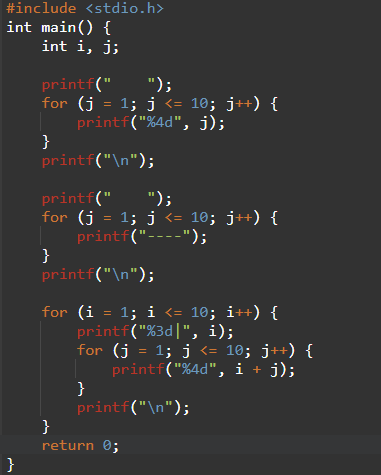 #include <stdio.h>
int main() {
    int i, j;

    printf("    ");
    for (j = 1; j <= 10; j++) {
        printf("%4d", j);
    }
    printf("\n");

    printf("    ");
    for (j = 1; j <= 10; j++) {
        printf("----");
    }
    printf("\n");

    for (i = 1; i <= 10; i++) {
        printf("%3d|", i);
        for (j = 1; j <= 10; j++) {
            printf("%4d", i + j);
        }
        printf("\n");
    }
    return 0;
}